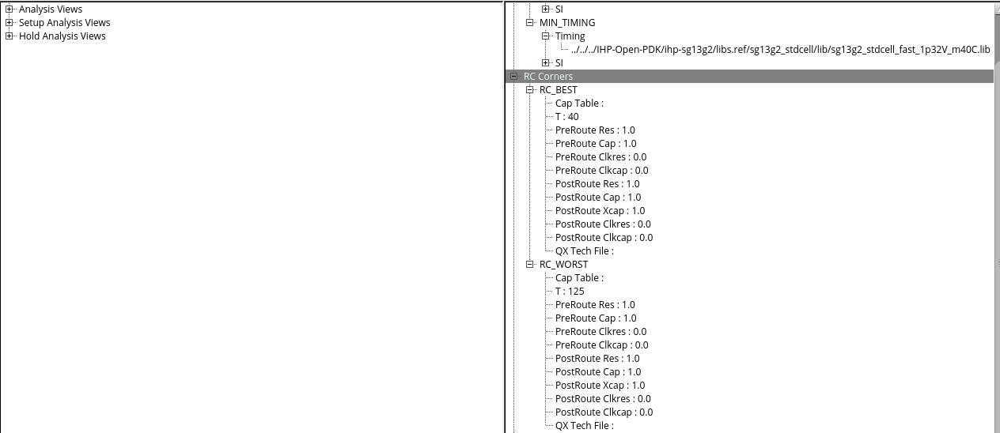 Analysis Views
Setup Analysis Views
Hold Analysis Views
SI
MIN_TIMING
Timing
../../../IHP-Open-PDK/ihp-sg13g2/libs.ref/sg13g2_stdcell/lib/sg13g2_stdcell_fast_1p32V_m40C.lib
SI
RC Corners
RC_BEST
Cap Table :
T : 40
PreRoute Res : 1.0
PreRoute Cap : 1.0
PreRoute Clkres : 0.0
PreRoute Clkcap : 0.0
PostRoute Res : 1.0
PostRoute Cap : 1.0
PostRoute Xcap : 1.0
PostRoute Clkres : 0.0
PostRoute Clkcap : 0.0
QX Tech File :
RC_WORST
Cap Table :
T : 125
PreRoute Res : 1.0
PreRoute Cap : 1.0
PreRoute Clkres : 0.0
PreRoute Clkcap : 0.0
PostRoute Res : 1.0
PostRoute Cap : 1.0
PostRoute Xcap : 1.0
PostRoute Clkres : 0.0
PostRoute Clkcap : 0.0
QX Tech File :